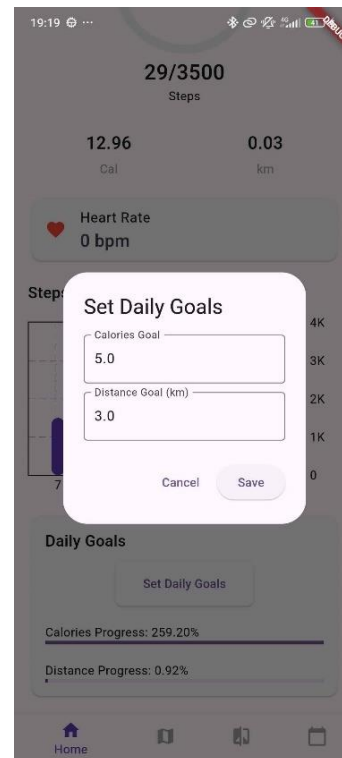 19:19
4G 41
29/3500
Steps
12.96 0.03
Cal km
Heart Rate
0 bpm
Steps
Set Daily Goals
Calories Goal
5.0
Distance Goal (km)
3.0
Cancel Save
4K
3K
2K
1K
0
7
Daily Goals
Set Daily Goals
Calories Progress: 259.20%
Distance Progress: 0.92%
Home